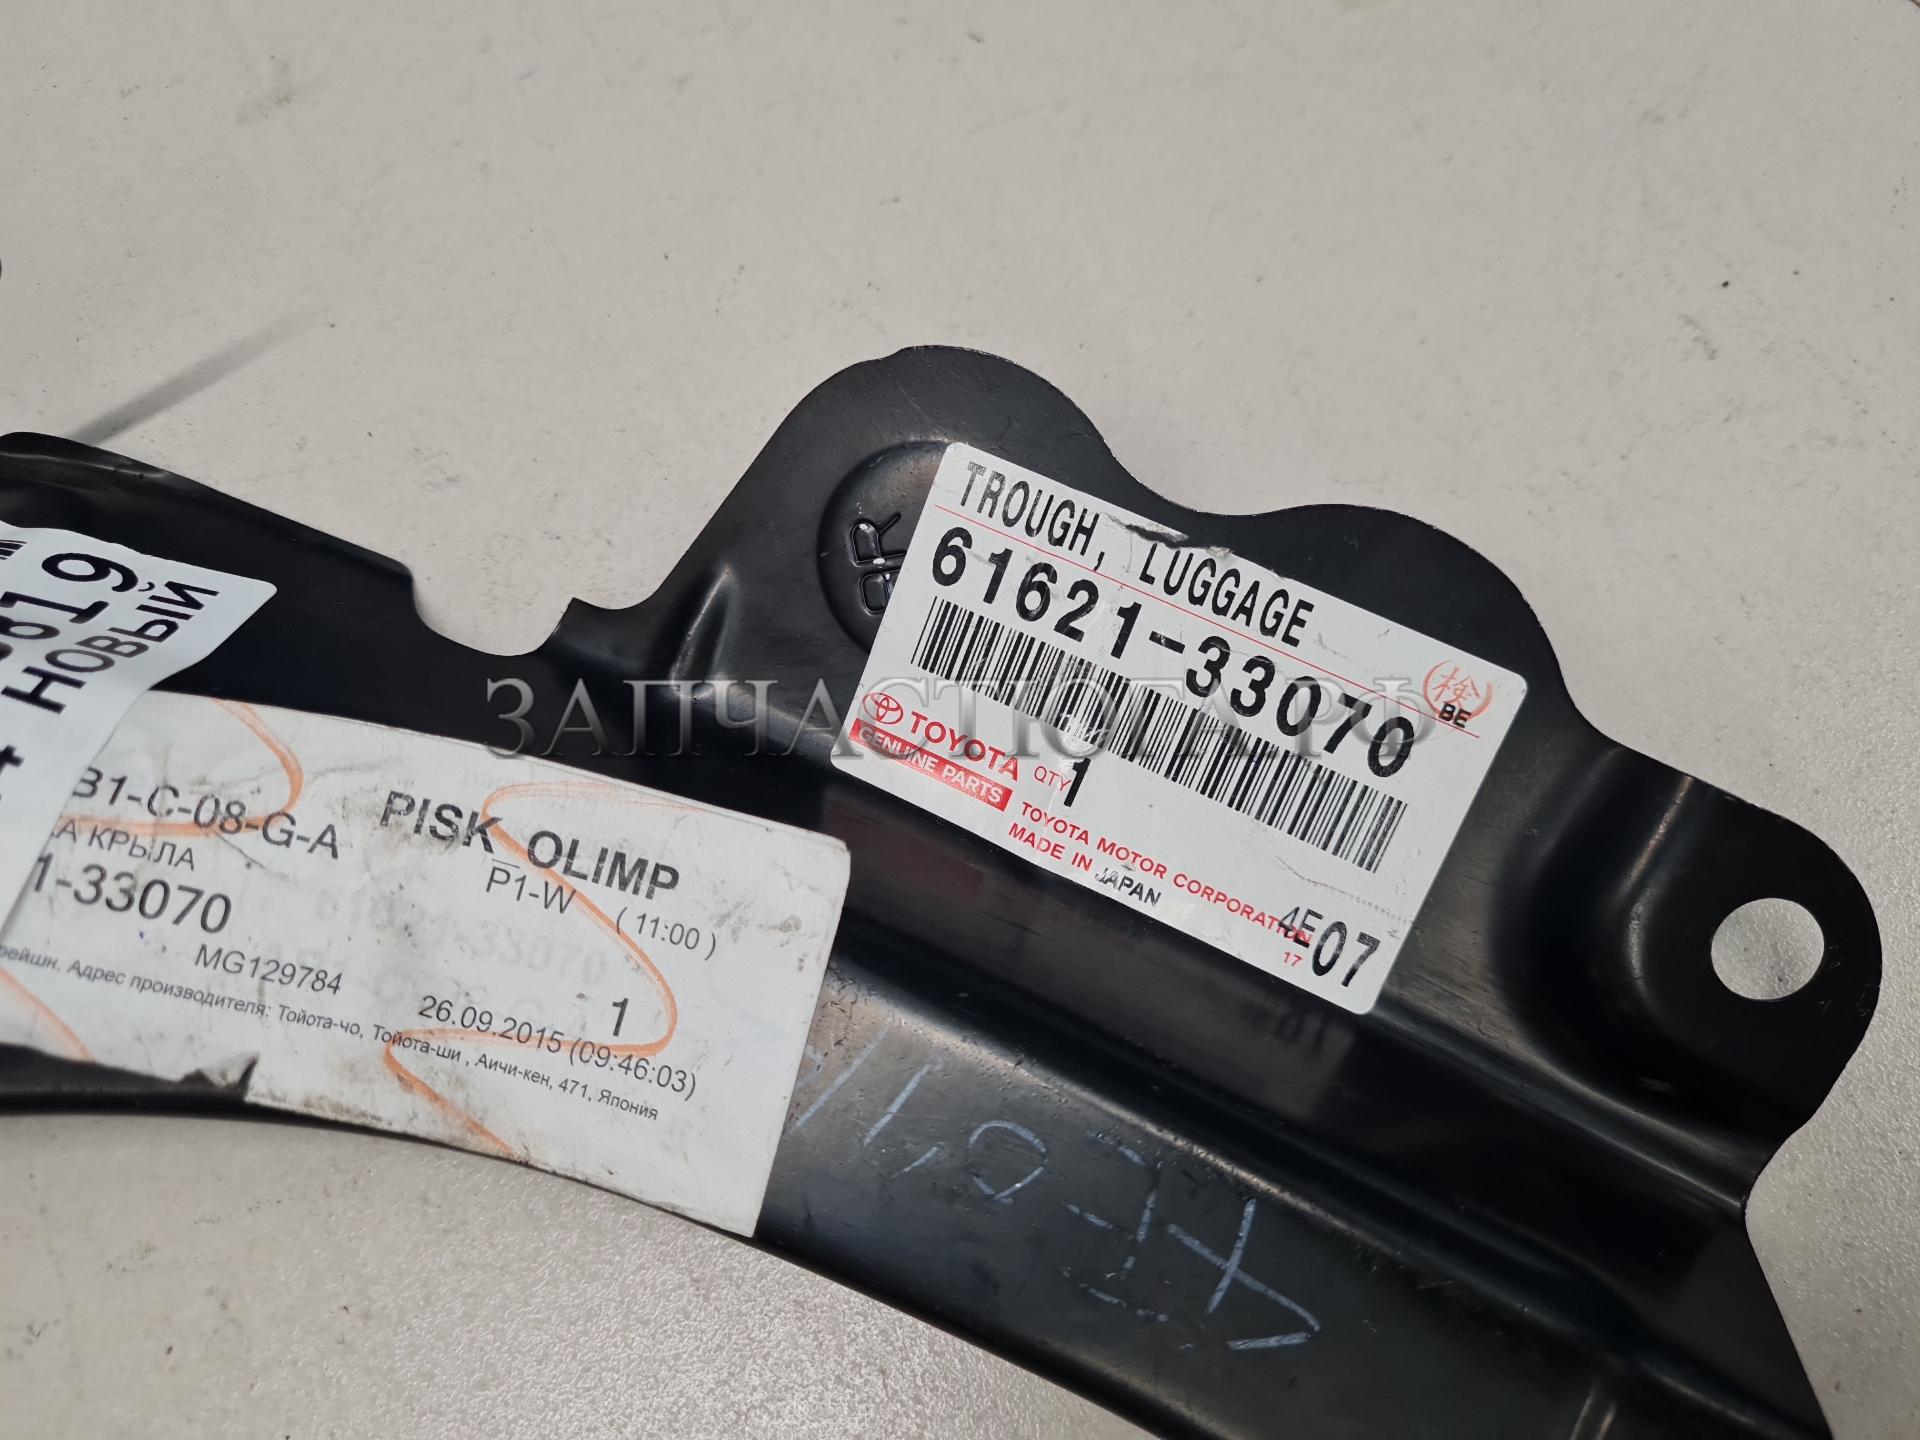 TROUGH, LUGGAGE
61621-33070
検
BE
TOYOTA
GENUINE PARTS
QTY
1
TOYOTA MOTOR CORPORATION
MADE IN JAPAN
17
4E07
ЗАПЧАСТЮГА.РФ
НОВЫЙ
B1-C-08-G-A
PISK OLIMP
КРЫЛА
P1-W (11:00)
1-33070
MG129784
1
26.09.2015 (09:46:03)
Адрес производителя: Тойота-чо, Тойота-ши, Аичи-кен, 471, Япония